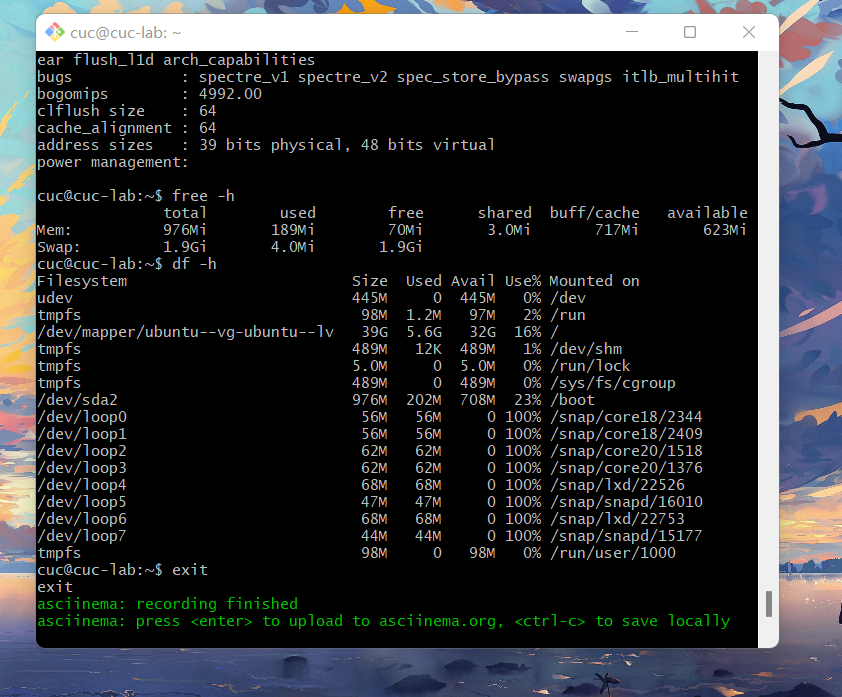 cuc@cuc-lab: ~
ear flush_l1d arch_capabilities
bugs            : spectre_v1 spectre_v2 spec_store_bypass swapgs itlb_multihit
bogomips        : 4992.00
clflush size    : 64
cache_alignment : 64
address sizes   : 39 bits physical, 48 bits virtual
power management:
cuc@cuc-lab:~$ free -h
              total        used        free      shared  buff/cache   available
Mem:          976Mi       189Mi        70Mi       3.0Mi       717Mi       623Mi
Swap:         1.9Gi       4.0Mi       1.9Gi
cuc@cuc-lab:~$ df -h
Filesystem                         Size  Used Avail Use% Mounted on
udev                               445M     0  445M   0% /dev
tmpfs                               98M  1.2M   97M   2% /run
/dev/mapper/ubuntu--vg-ubuntu--lv   39G  5.6G   32G  16% /
tmpfs                              489M   12K  489M   1% /dev/shm
tmpfs                              5.0M     0  5.0M   0% /run/lock
tmpfs                              489M     0  489M   0% /sys/fs/cgroup
/dev/sda2                          976M  202M  708M  23% /boot
/dev/loop0                          56M   56M     0 100% /snap/core18/2344
/dev/loop1                          56M   56M     0 100% /snap/core18/2409
/dev/loop2                          62M   62M     0 100% /snap/core20/1518
/dev/loop3                          62M   62M     0 100% /snap/core20/1376
/dev/loop4                          68M   68M     0 100% /snap/lxd/22526
/dev/loop5                          47M   47M     0 100% /snap/snapd/16010
/dev/loop6                          68M   68M     0 100% /snap/lxd/22753
/dev/loop7                          44M   44M     0 100% /snap/snapd/15177
tmpfs                               98M     0   98M   0% /run/user/1000
cuc@cuc-lab:~$ exit
exit
asciinema: recording finished
asciinema: press <enter> to upload to asciinema.org, <ctrl-c> to save locally